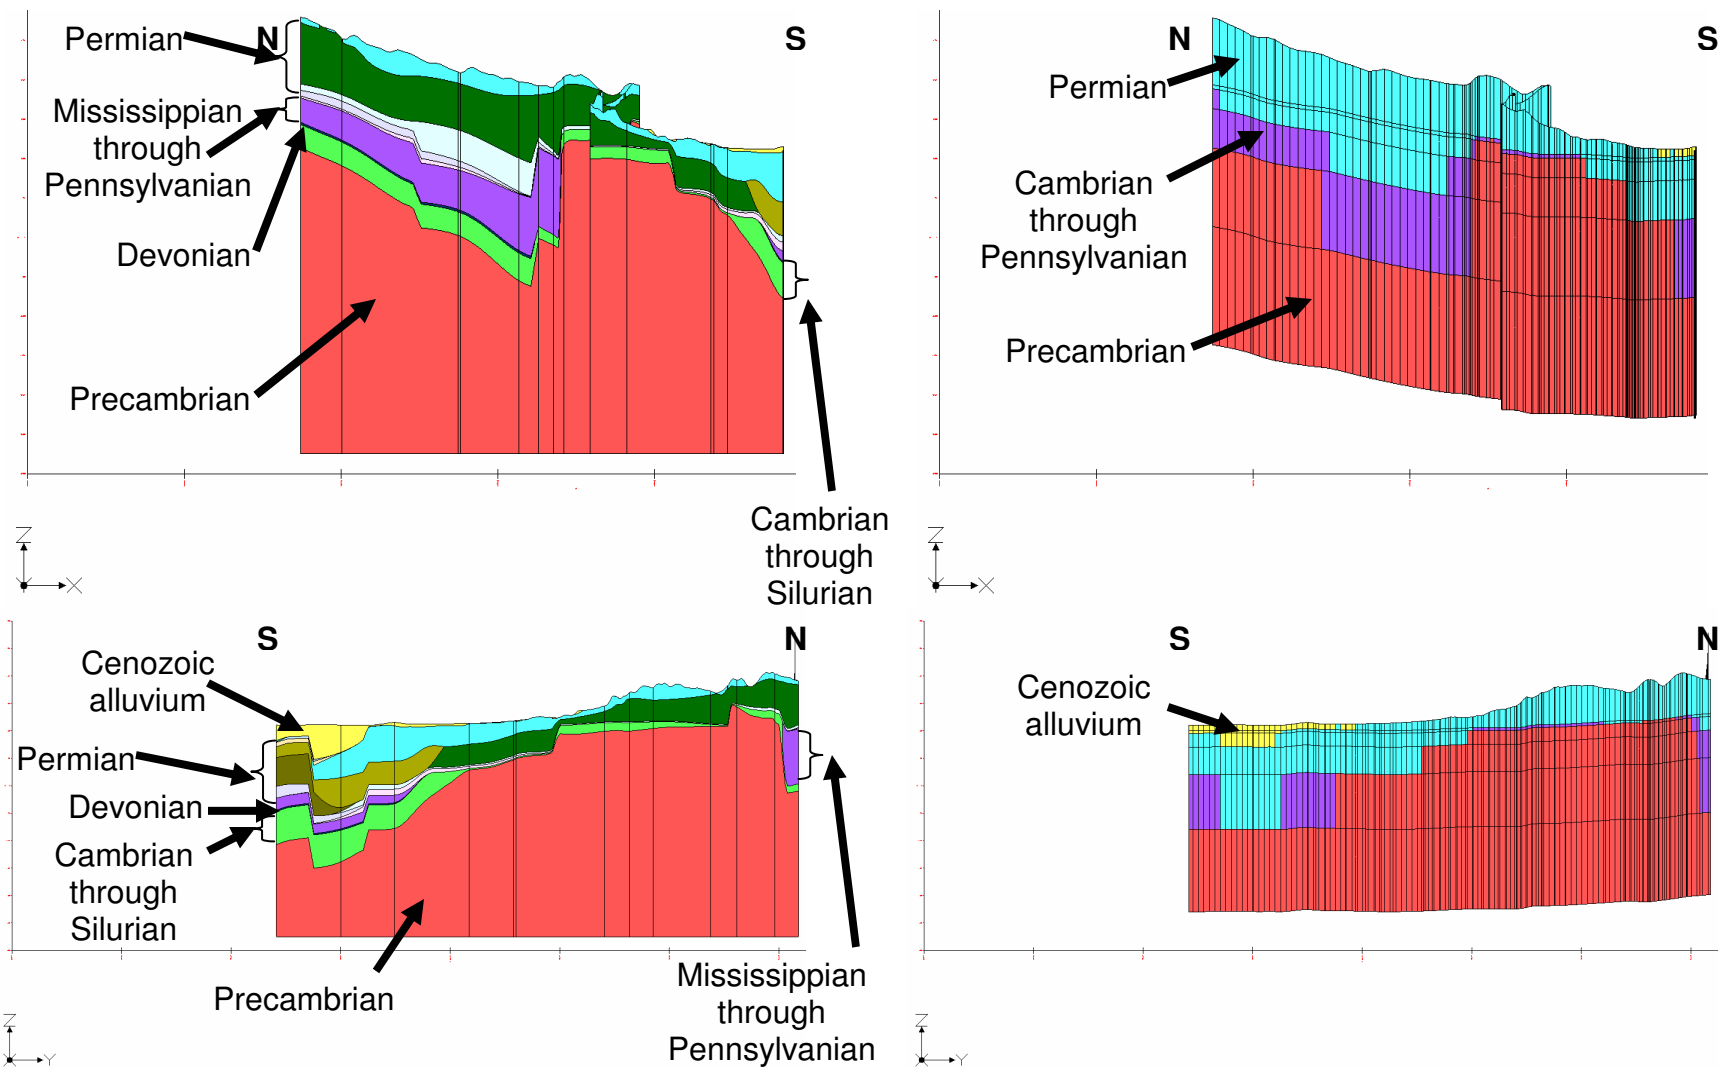 N
S
Permian
Mississippian
through
Pennsylvanian
Devonian
Precambrian
Cambrian
through
Silurian
Z
X
N
S
Permian
Cambrian
through
Pennsylvanian
Precambrian
Z
X
S
N
Cenozoic
alluvium
Permian
Devonian
Cambrian
through
Silurian
Precambrian
Mississippian
through
Pennsylvanian
Z
Y
S
N
Cenozoic
alluvium
Z
Y